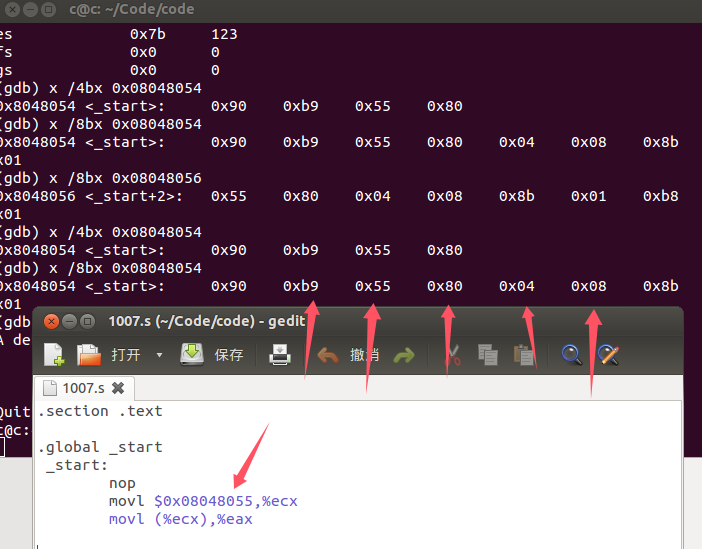 c@c: ~/Code/code
es 0x7b 123
fs 0x0 0
gs 0x0 0
(gdb) x /4bx 0x08048054
0x8048054 <_start>: 0x90 0xb9 0x55 0x80
(gdb) x /8bx 0x08048054
0x8048054 <_start>: 0x90 0xb9 0x55 0x80 0x04 0x08 0x8b
x01
(gdb) x /8bx 0x08048056
0x8048056 <_start+2>: 0x55 0x80 0x04 0x08 0x8b 0x01 0xb8
x01
(gdb) x /4bx 0x08048054
0x8048054 <_start>: 0x90 0xb9 0x55 0x80
(gdb) x /8bx 0x08048054
0x8048054 <_start>: 0x90 0xb9 0x55 0x80 0x04 0x08 0x8b
x01
(gdb
A de
Quit
c@c:
1007.s (~/Code/code) - gedit
打开 保存 撤消
1007.s
.section .text
.global _start
_start:
nop
movl $0x08048055,%ecx
movl (%ecx),%eax